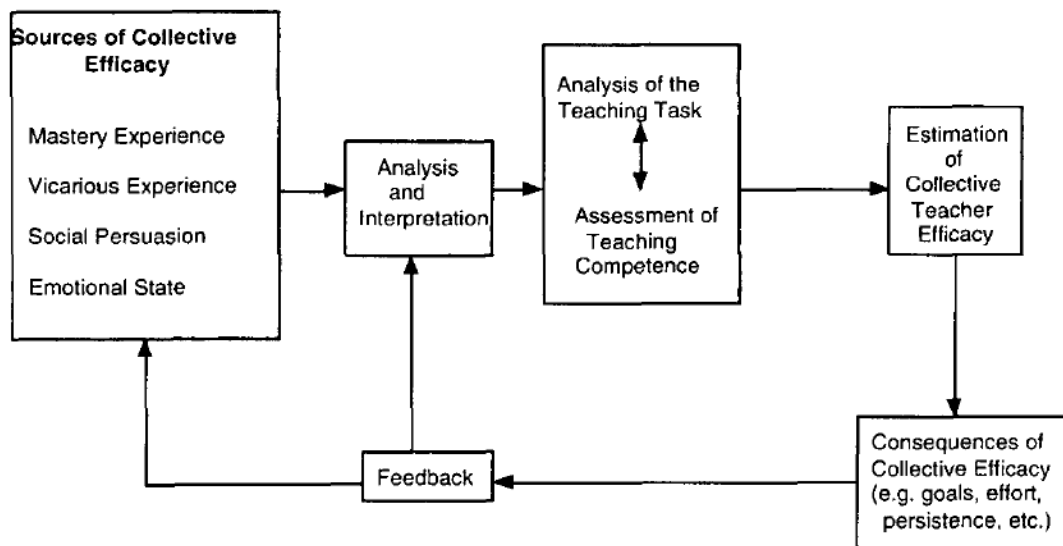 Sources of Collective
Efficacy
Mastery Experience
Vicarious Experience
Social Persuasion
Emotional State
Analysis
and
Interpretation
Analysis of the
Teaching Task
Assessment of
Teaching
Competence
Estimation
of
Collective
Teacher
Efficacy
Consequences of
Collective Efficacy
(e.g. goals, effort,
persistence, etc.)
Feedback